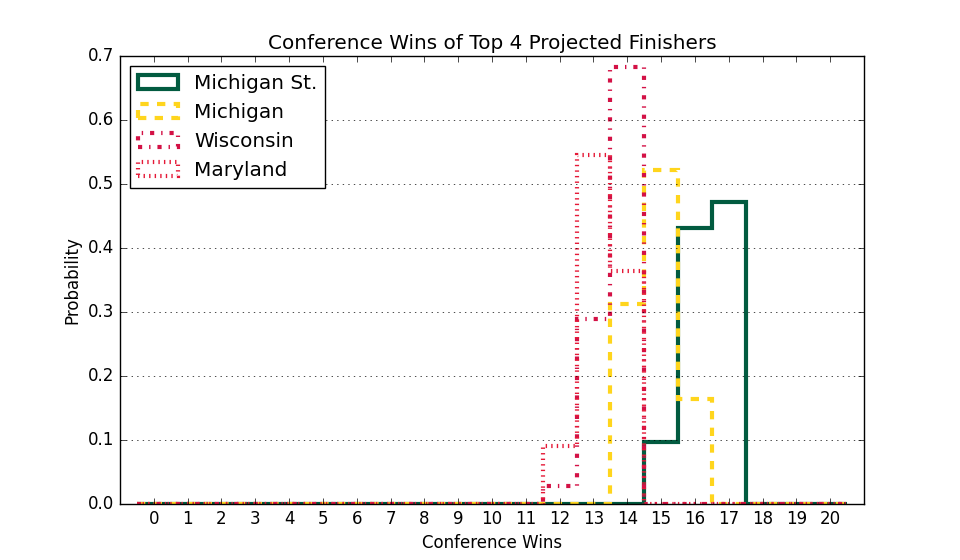 Conference Wins of Top 4 Projected Finishers
0.7
0.6
0.5
0.4
0.3
0.2
0.1
0.0
Probability
Michigan St.
Michigan
Wisconsin
Maryland
0 1 2 3 4 5 6 7 8 9 10 11 12 13 14 15 16 17 18 19 20
Conference Wins